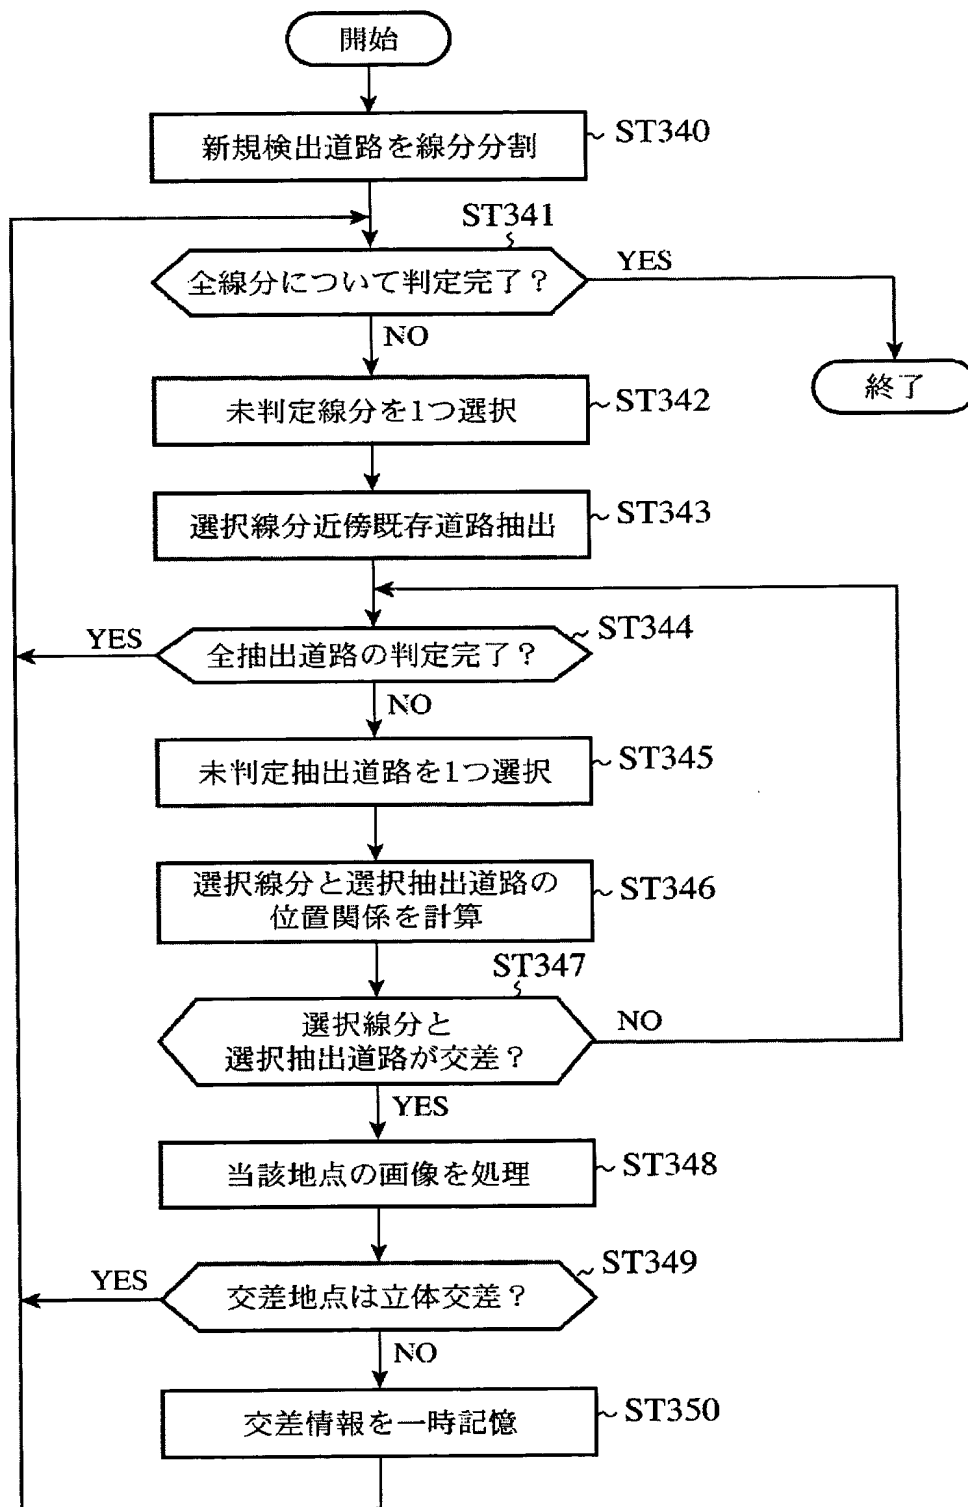 開始
新規検出道路を線分分割
ST340
ST341
全線分について判定完了？
YES
NO
終了
未判定線分を1つ選択
ST342
選択線分近傍既存道路抽出
ST343
ST344
YES
全抽出道路の判定完了？
NO
未判定抽出道路を1つ選択
ST345
選択線分と選択抽出道路の
位置関係を計算
ST346
ST347
選択線分と
選択抽出道路が交差？
NO
YES
当該地点の画像を処理
ST348
ST349
YES
交差地点は立体交差？
NO
交差情報を一時記憶
ST350